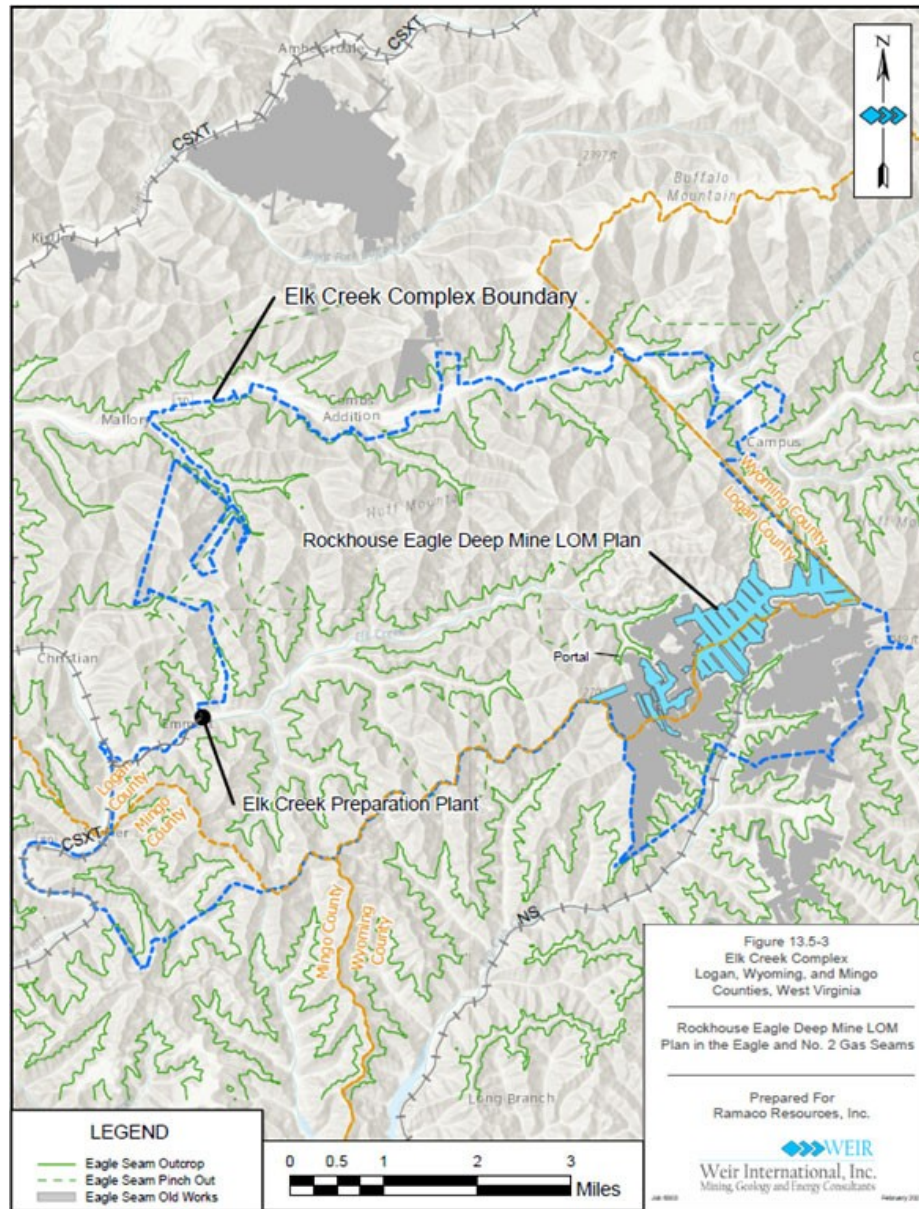 CSXT
Amherstdale
N
CSXT
2397 ft
Buffalo
Mountain
Elk Creek Complex Boundary
10
Mallory
Addition
Campus
Huff Mountain
Wyoming County
Logan County
Rockhouse Eagle Deep Mine LOM Plan
Elk Creek
Portal
Christian
Logan
County
Mingo
County
Elk Creek Preparation Plant
CSXT
Mingo County
Wyoming
County
NS
Long Branch
Figure 13.5-3
Elk Creek Complex
Logan, Wyoming, and Mingo
Counties, West Virginia
Rockhouse Eagle Deep Mine LOM
Plan in the Eagle and No. 2 Gas Seams
Prepared For
Ramaco Resources, Inc.
WEIR
Weir International, Inc.
Mining, Geology and Energy Consultants
LEGEND
Eagle Seam Outcrop
Eagle Seam Pinch Out
Eagle Seam Old Works
0 0.5 1 2 3
Miles